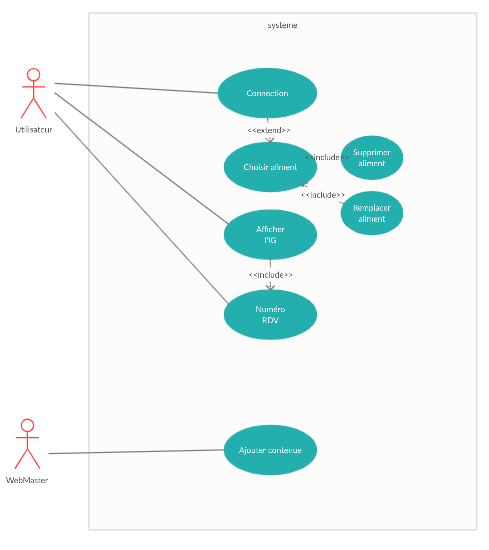 systeme
Connection
Utilisateur
<<extend>>
Supprimer
aliment
<<include>>
Choisir aliment
<<include>>
Remplacer
aliment
Afficher
l'IG
<<include>>
Numéro
RDV
Ajouter contenue
WebMaster